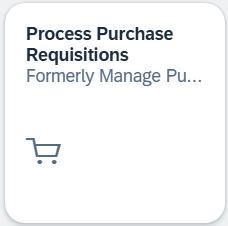 Process Purchase
Requisitions
Formerly Manage Pu...